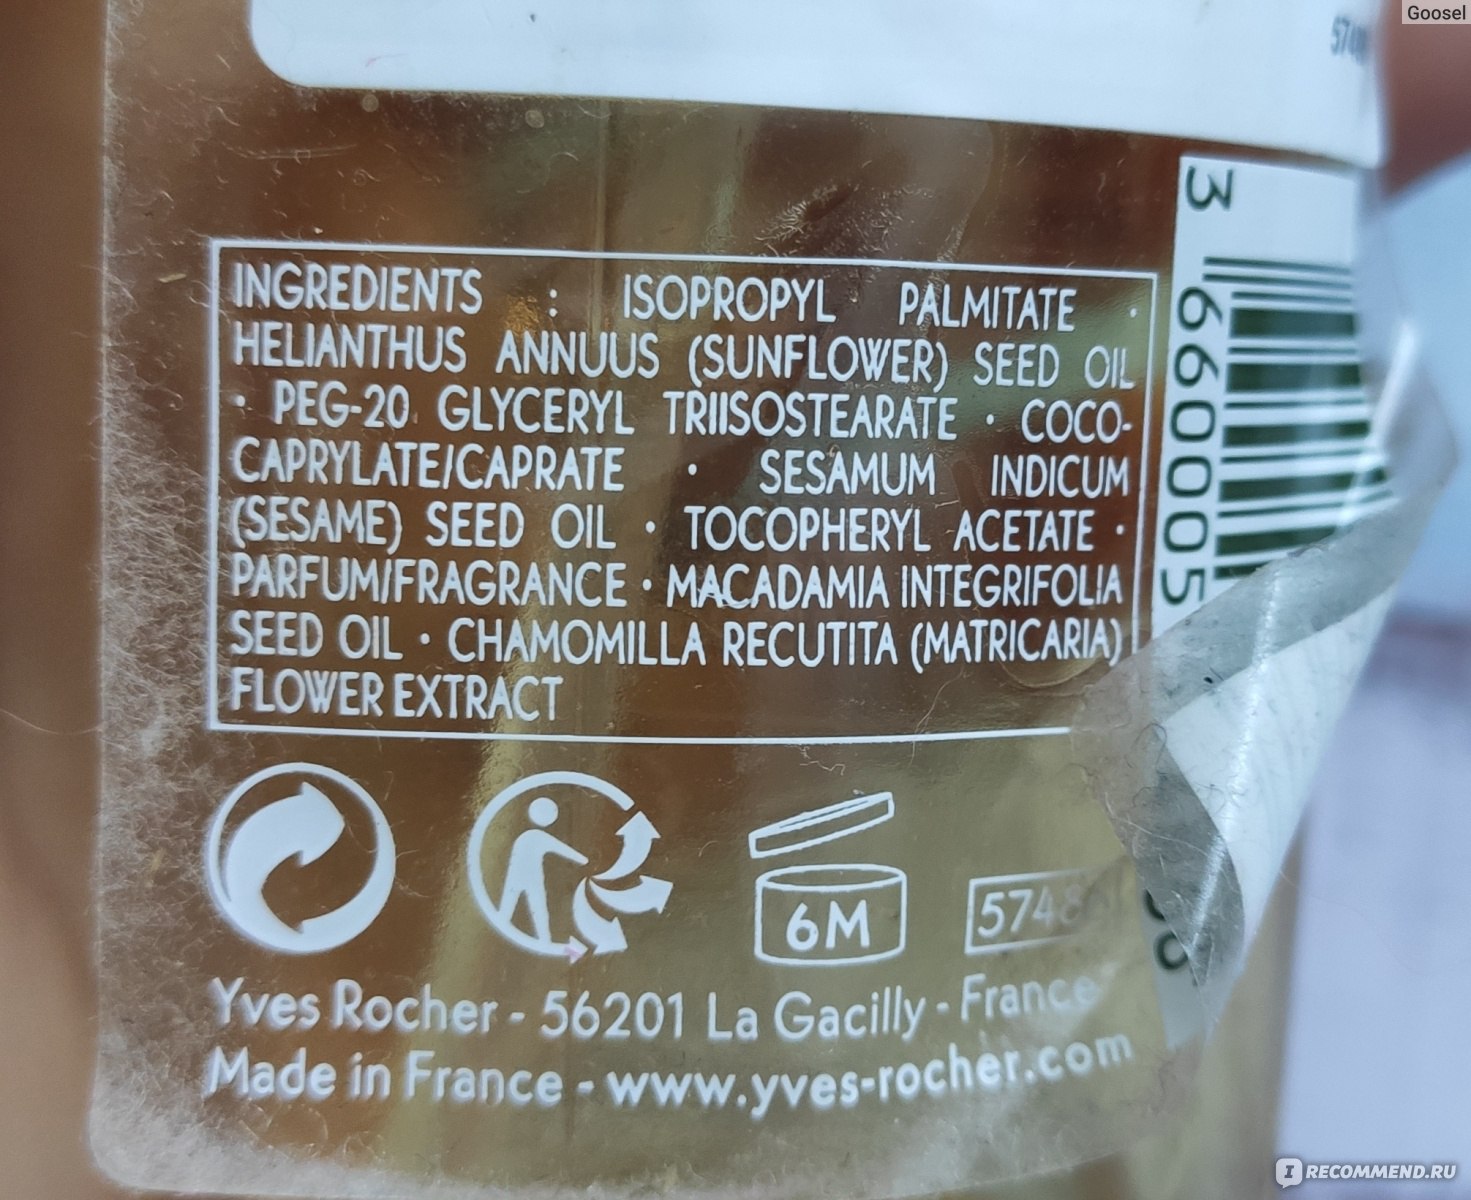 Goosel
INGREDIENTS : ISOPROPYL PALMITATE ·
HELIANTHUS ANNUUS (SUNFLOWER) SEED OIL
· PEG-20 GLYCERYL TRIISOSTEARATE · COCO-
CAPRYLATE/CAPRATE · SESAMUM INDICUM
(SESAME) SEED OIL · TOCOPHERYL ACETATE ·
PARFUM/FRAGRANCE · MACADAMIA INTEGRIFOLIA
SEED OIL · CHAMOMILLA RECUTITA (MATRICARIA)
FLOWER EXTRACT
3 660005
6M
Yves Rocher - 56201 La Gacilly - France
Made in France - www.yves-rocher.com
IRECOMMEND.RU